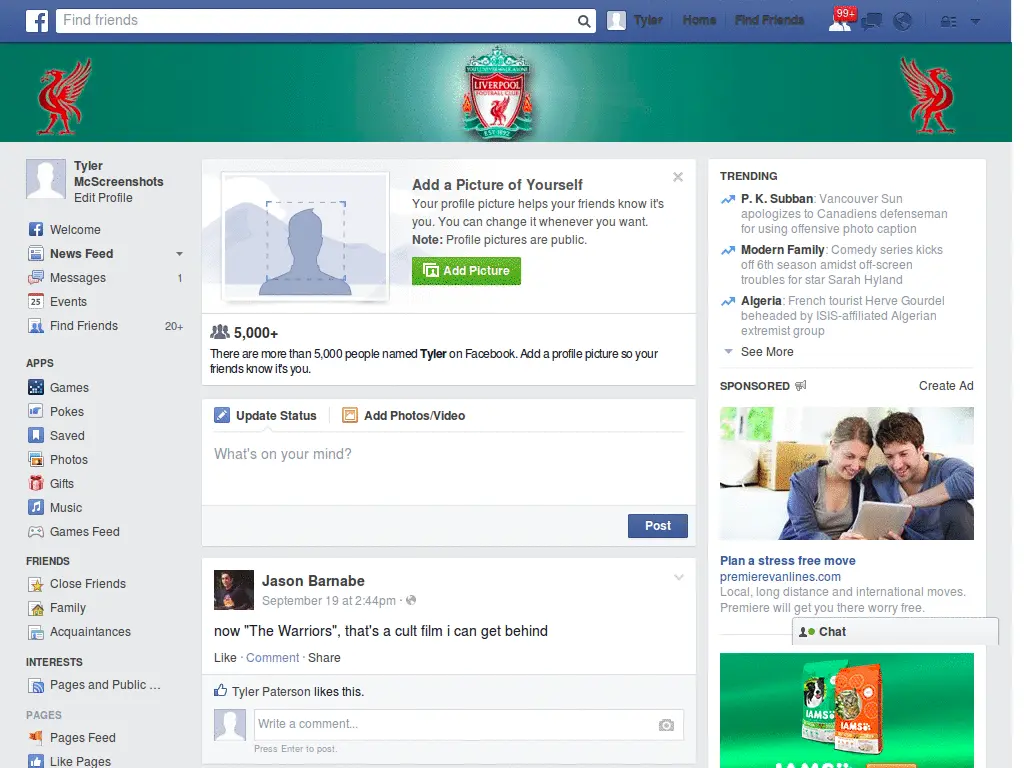 Find friends
Tyler
Home
Find Friends
99+
YOU'LL NEVER WALK ALONE
LIVERPOOL
FOOTBALL CLUB
EST·1892
Tyler
McScreenshots
Edit Profile
Welcome
News Feed
Messages 1
25 Events
Find Friends 20+
APPS
Games
Pokes
Saved
Photos
Gifts
Music
Games Feed
FRIENDS
Close Friends
Family
Acquaintances
INTERESTS
Pages and Public ...
PAGES
Pages Feed
Like Pages
Add a Picture of Yourself
Your profile picture helps your friends know it's
you. You can change it whenever you want.
Note: Profile pictures are public.
Add Picture
5,000+
There are more than 5,000 people named Tyler on Facebook. Add a profile picture so your
friends know it's you.
Update Status
Add Photos/Video
What's on your mind?
Post
Jason Barnabe
September 19 at 2:44pm ·
now "The Warriors", that's a cult film i can get behind
Like · Comment · Share
Tyler Paterson likes this.
Write a comment...
Press Enter to post.
TRENDING
P. K. Subban: Vancouver Sun
apologizes to Canadiens defenseman
for using offensive photo caption
Modern Family: Comedy series kicks
off 6th season amidst off-screen
troubles for star Sarah Hyland
Algeria: French tourist Herve Gourdel
beheaded by ISIS-affiliated Algerian
extremist group
See More
SPONSORED
Create Ad
Plan a stress free move
premierevanlines.com
Local, long distance and international moves.
Premiere will get you there worry free.
Chat
IAMS
IAMS
IAMS